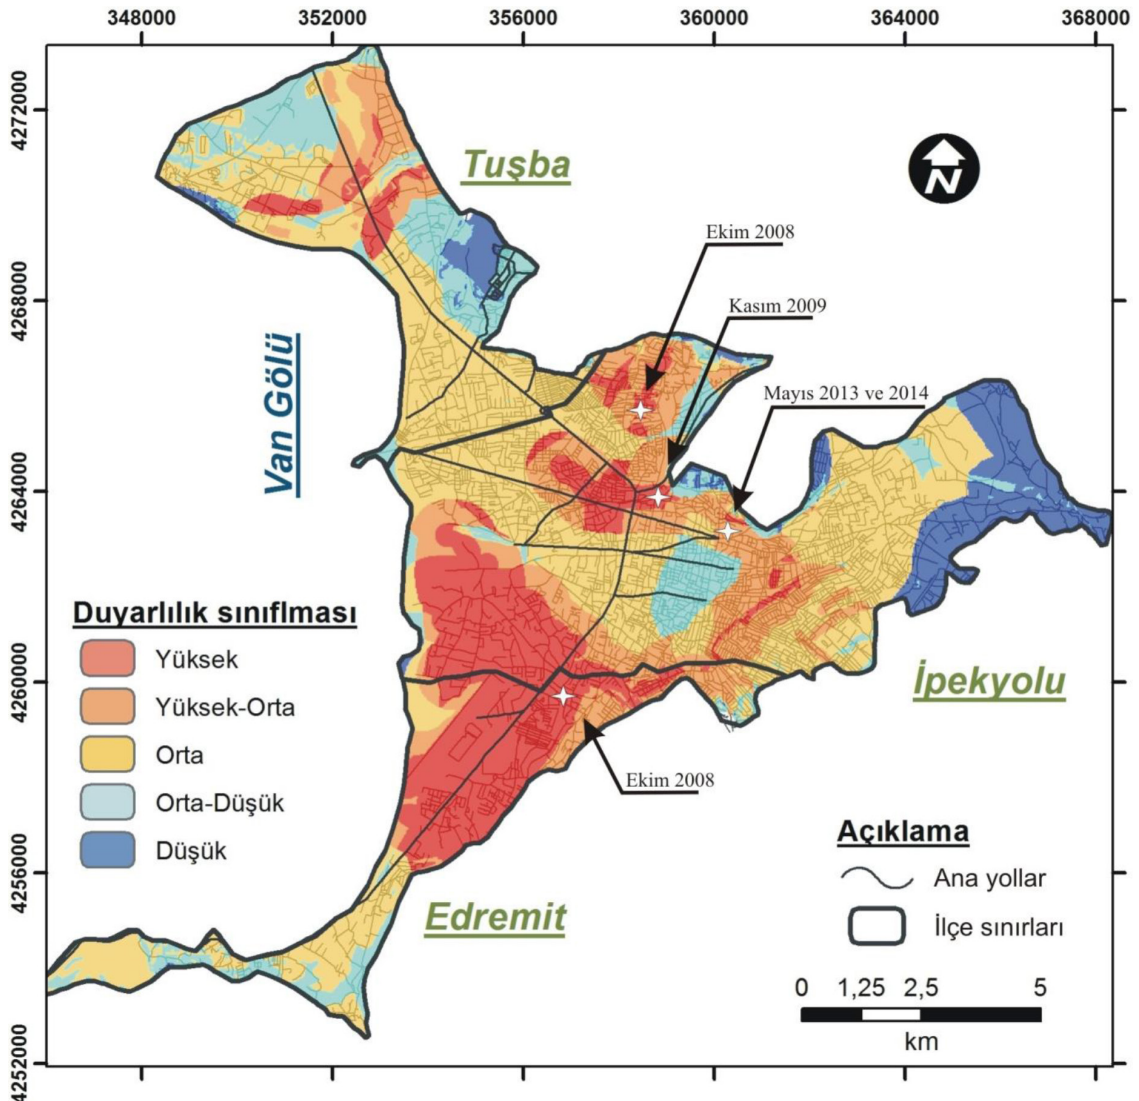 348000 352000 356000 360000 364000 368000
4272000
4268000
4264000
4260000
4256000
4252000
Tuşba
N
Ekim 2008
Kasım 2009
Mayıs 2013 ve 2014
Van Gölü
Duyarlılık sınıflması
Yüksek
Yüksek-Orta
Orta
Orta-Düşük
Düşük
İpekyolu
Ekim 2008
Edremit
Açıklama
Ana yollar
İlçe sınırları
0 1,25 2,5 5
km